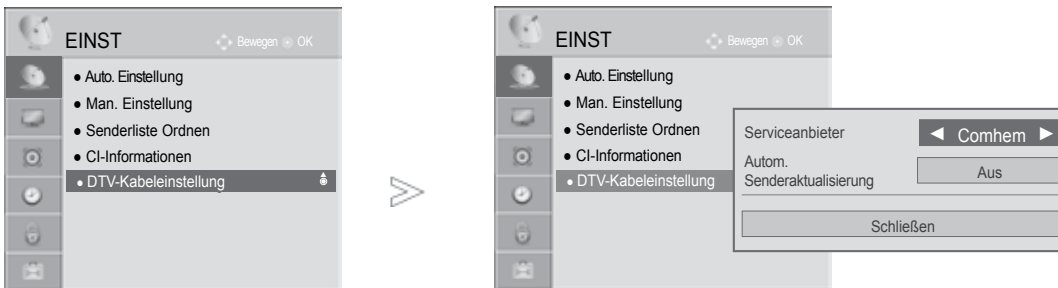 EINST
Bewegen OK
● Auto. Einstellung
● Man. Einstellung
● Senderliste Ordnen
● CI-Informationen
● DTV-Kabeleinstellung
EINST
Bewegen OK
● Auto. Einstellung
● Man. Einstellung
● Senderliste Ordnen
● CI-Informationen
● DTV-Kabeleinstellung
Serviceanbieter
◄ Comhem ►
Autom.
Senderaktualisierung
Aus
Schließen